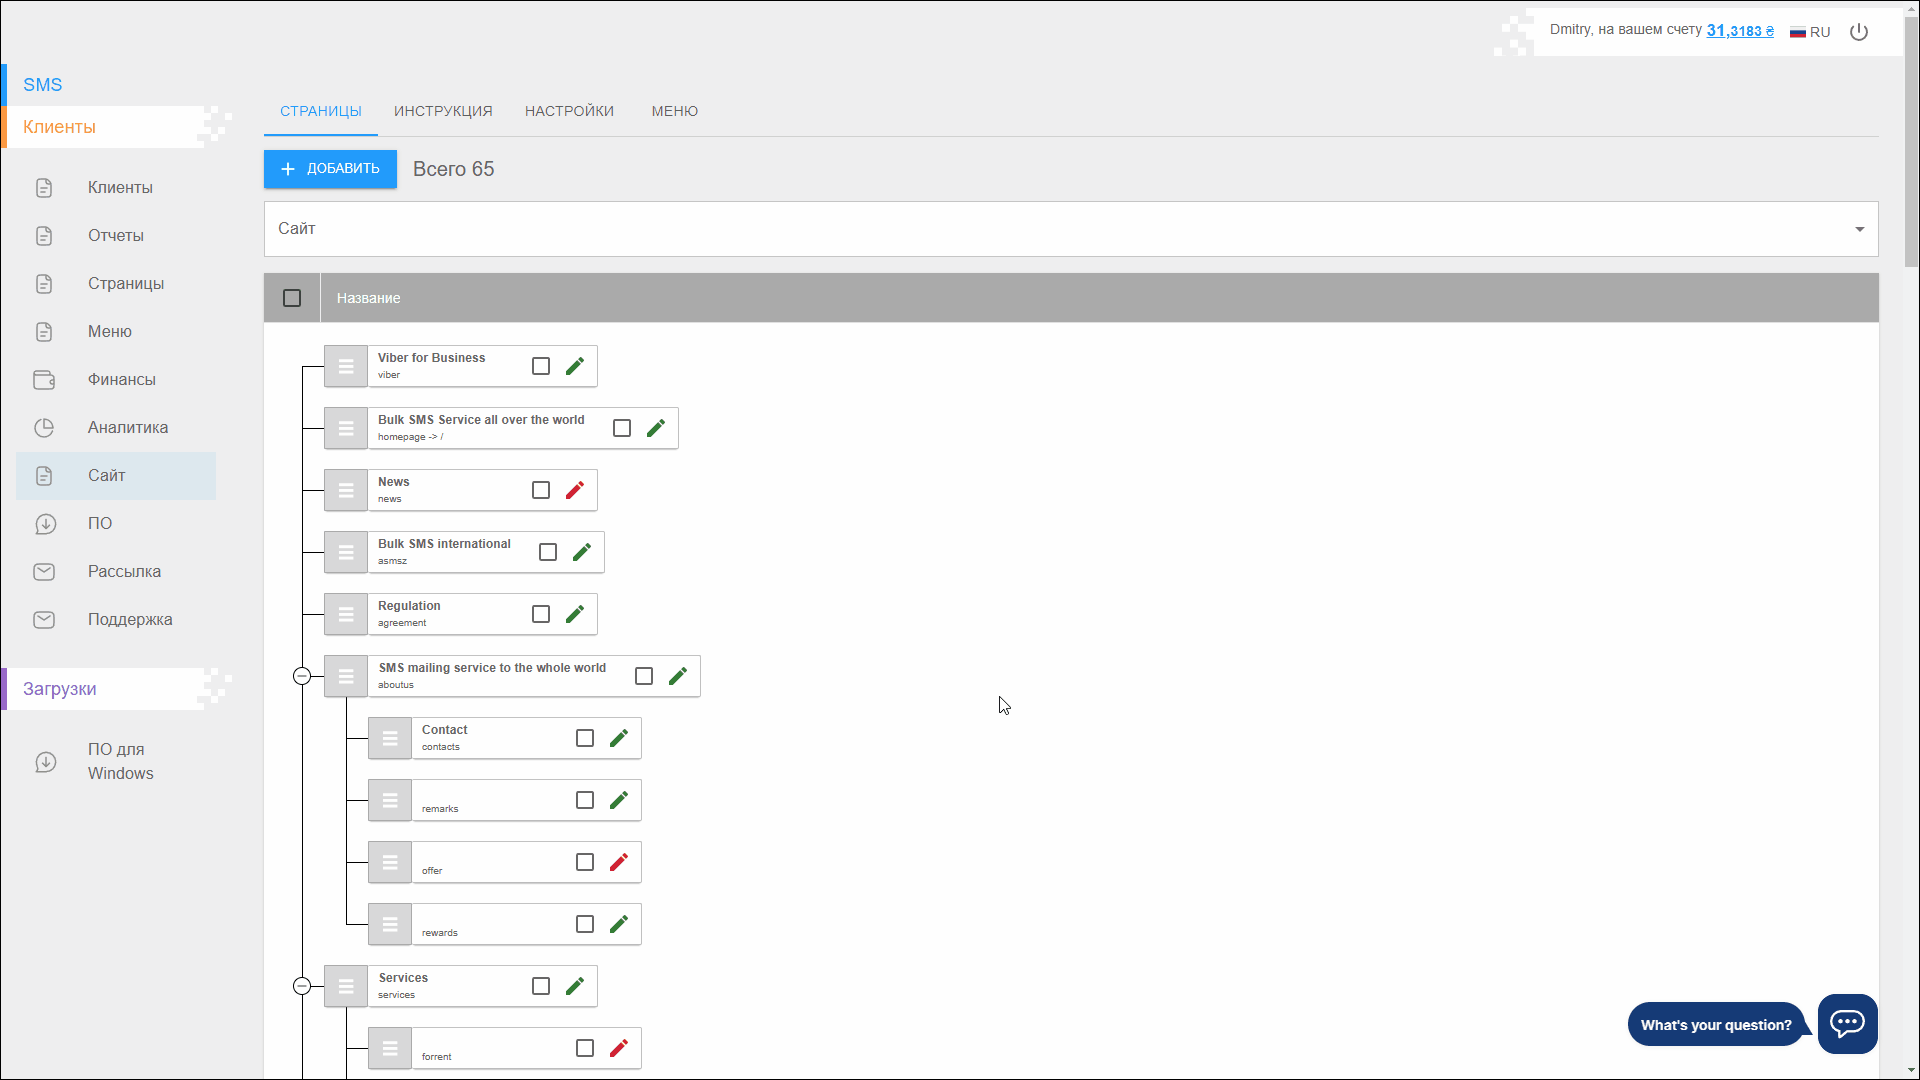 Dmitry, на вашем счету 31,3183 ₴
RU
SMS
Клиенты
Клиенты
Отчеты
Страницы
Меню
Финансы
Аналитика
Сайт
ПО
Рассылка
Поддержка
Загрузки
ПО для
Windows
СТРАНИЦЫ
ИНСТРУКЦИЯ
НАСТРОЙКИ
МЕНЮ
+ ДОБАВИТЬ
Всего 65
Сайт
Название
Viber for Business
viber
Bulk SMS Service all over the world
homepage -> /
News
news
Bulk SMS international
asmsz
Regulation
agreement
SMS mailing service to the whole world
aboutus
Contact
contacts
remarks
offer
rewards
Services
services
forrent
What's your question?